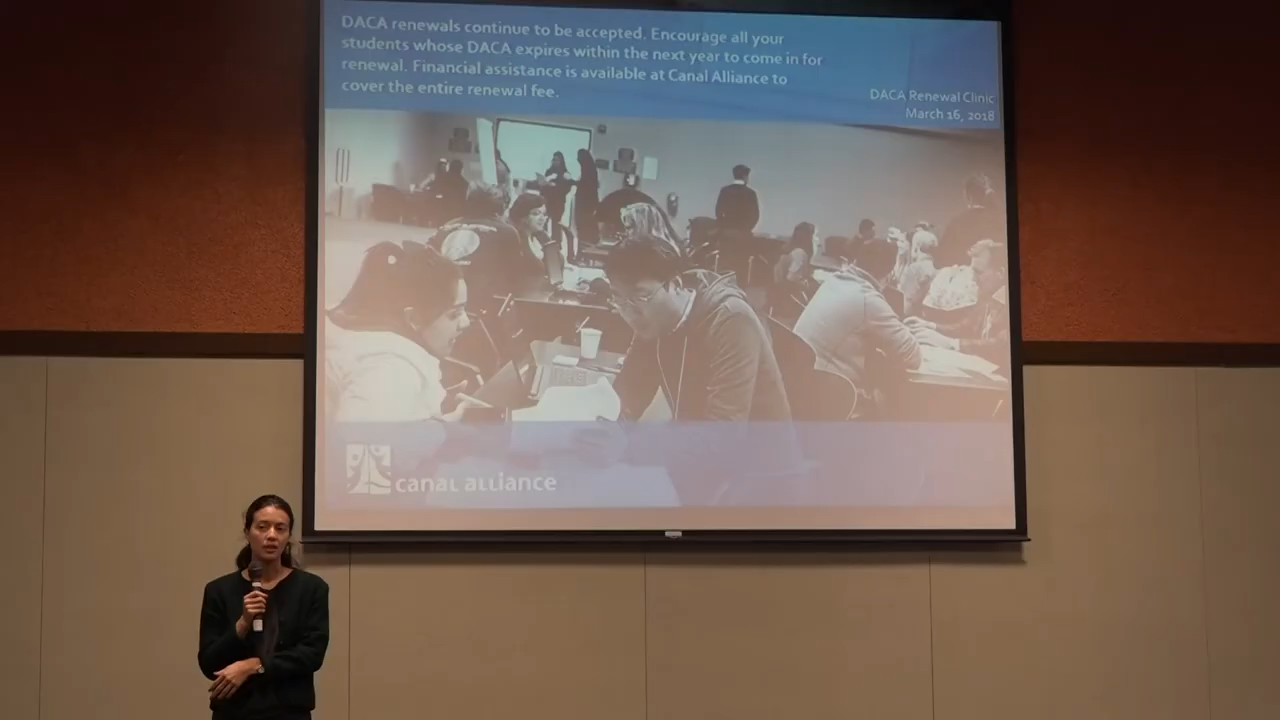 DACA renewals continue to be accepted. Encourage all your
students whose DACA expires within the next year to come in for
renewal. Financial assistance is available at Canal Alliance to
cover the entire renewal fee.
DACA Renewal Clinic
March 16, 2018
canal alliance